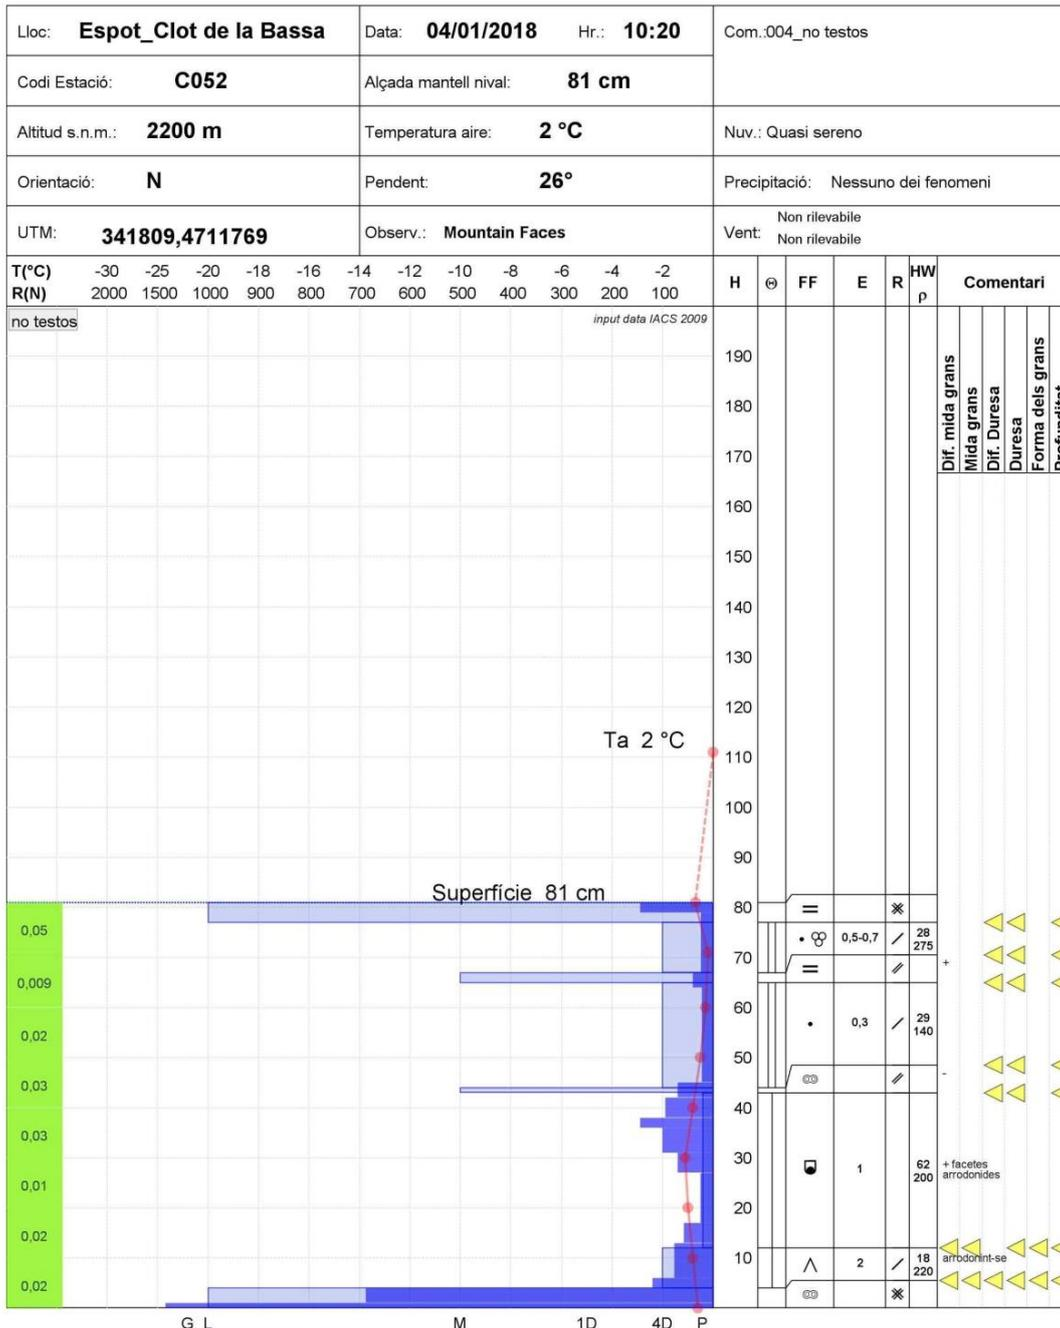 Lloc: Espot_Clot de la Bassa Data: 04/01/2018 Hr.: 10:20 Com.:004_no testos
Codi Estació: C052 Alçada mantell nival: 81 cm
Altitud s.n.m.: 2200 m Temperatura aire: 2 °C Nuv.: Quasi sereno
Orientació: N Pendent: 26° Precipitació: Nessuno dei fenomeni
UTM: 341809,4711769 Observ.: Mountain Faces Vent: Non rilevabile
Non rilevabile
T(°C) -30 -25 -20 -18 -16 -14 -12 -10 -8 -6 -4 -2
R(N) 2000 1500 1000 900 800 700 600 500 400 300 200 100
H Θ FF E R HW ρ Comentari
no testos
input data IACS 2009
Dif. mida grans
Mida grans
Dif. Duresa
Duresa
Forma dels grans
190
180
170
160
150
140
130
120
Ta 2 °C
110
100
90
Superfície 81 cm
80
0,05
0,5-0,7 / 28
275
70
+
0,009
60
0,02
0,3 / 29
140
50
-
0,03
40
0,03
30
1 62
200
+ facetes
arrodonides
0,01
20
0,02
10
2 / 18
220
arrodonint-se
0,02
G L M 1D 4D P